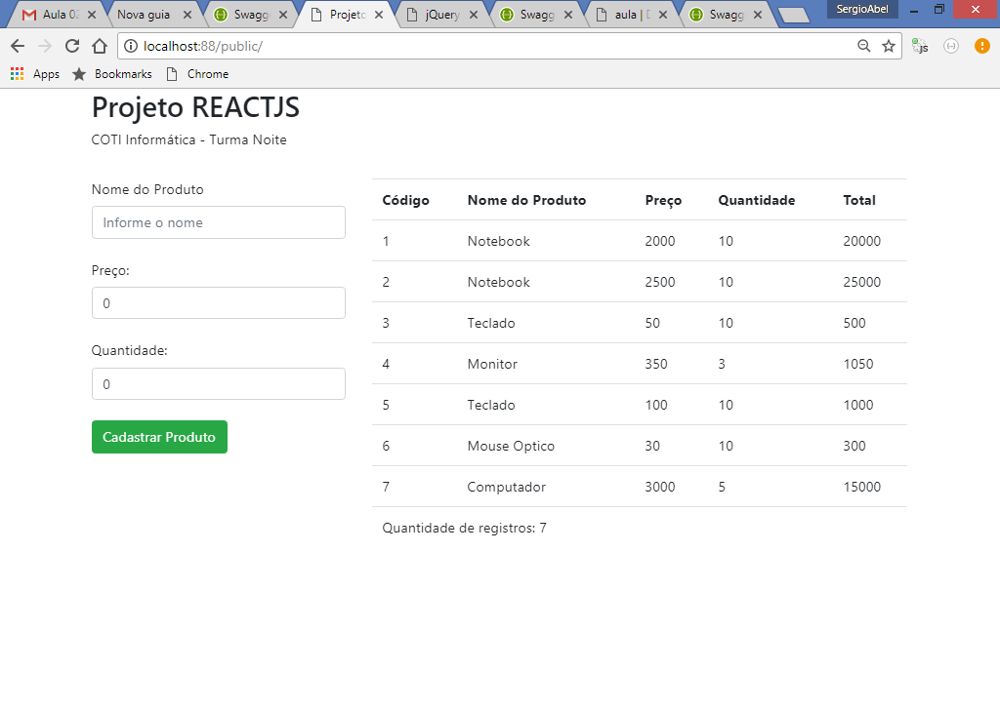 Aula 02
Nova guia
Swagg
Projeto
jQuery
Swagg
aula | D
Swagg
SergioAbel
localhost:88/public/
JS
Apps
Bookmarks
Chrome
Projeto REACTJS
COTI Informática - Turma Noite
Nome do Produto
Informe o nome
Preço:
0
Quantidade:
0
Cadastrar Produto
Código Nome do Produto Preço Quantidade Total
1 Notebook 2000 10 20000
2 Notebook 2500 10 25000
3 Teclado 50 10 500
4 Monitor 350 3 1050
5 Teclado 100 10 1000
6 Mouse Optico 30 10 300
7 Computador 3000 5 15000
Quantidade de registros: 7